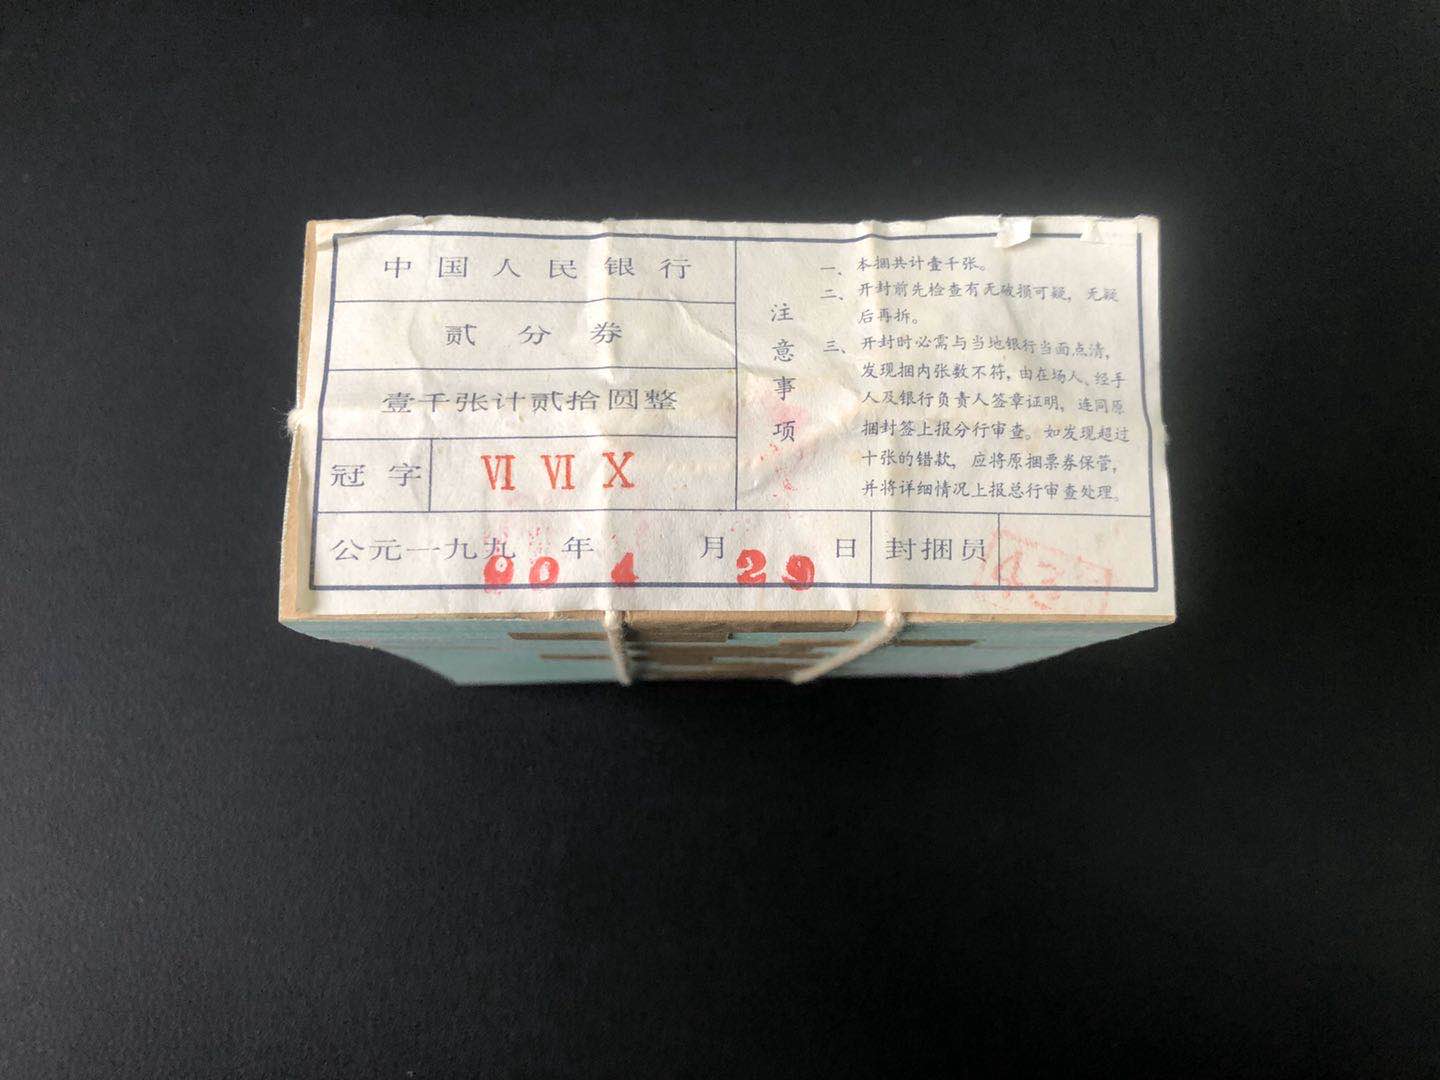 中国人民银行
贰分券
壹千张计贰拾圆整
冠字 ⅥⅥⅩ
注意事项
一、本捆共计壹千张。
二、开封前先检查有无破损可疑，无疑
后再拆。
三、开封时必需与当地银行当面点清，
发现捆内张数不符，由在场人、经手
人及银行负责人签章证明，连同原
捆封签上报分行审查。如发现超过
十张的错款，应将原捆票券保管，
并将详细情况上报总行审查处理。
公元一九九 年 月 日 封捆员
90 4 29